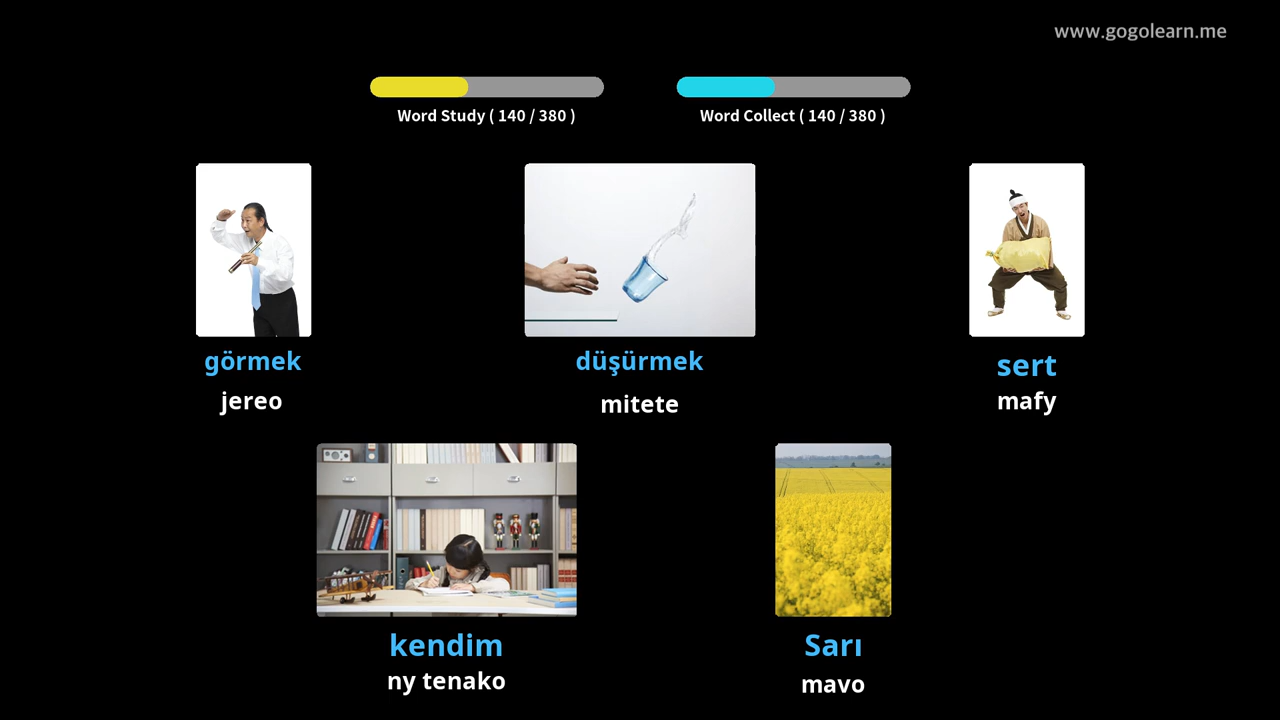 www.gogolearn.me
Word Study ( 140 / 380 )
Word Collect ( 140 / 380 )
görmek
jereo
düşürmek
mitete
sert
mafy
kendim
ny tenako
Sarı
mavo